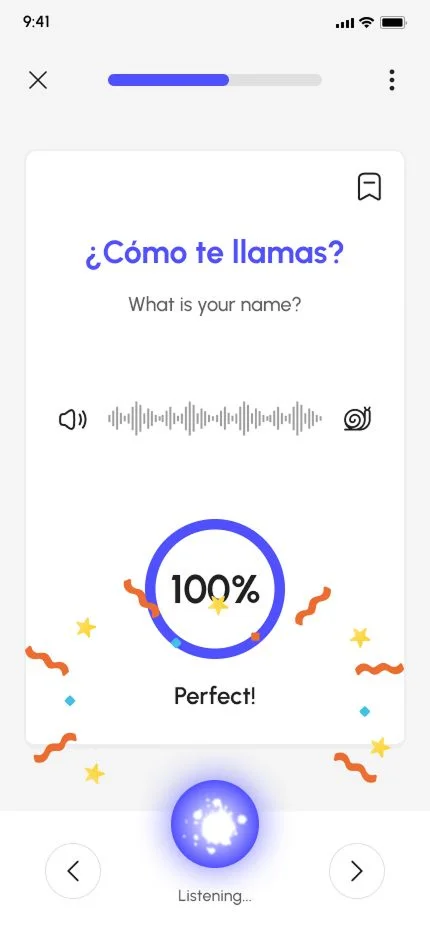 9:41
¿Cómo te llamas?
What is your name?
100%
Perfect!
Listening...